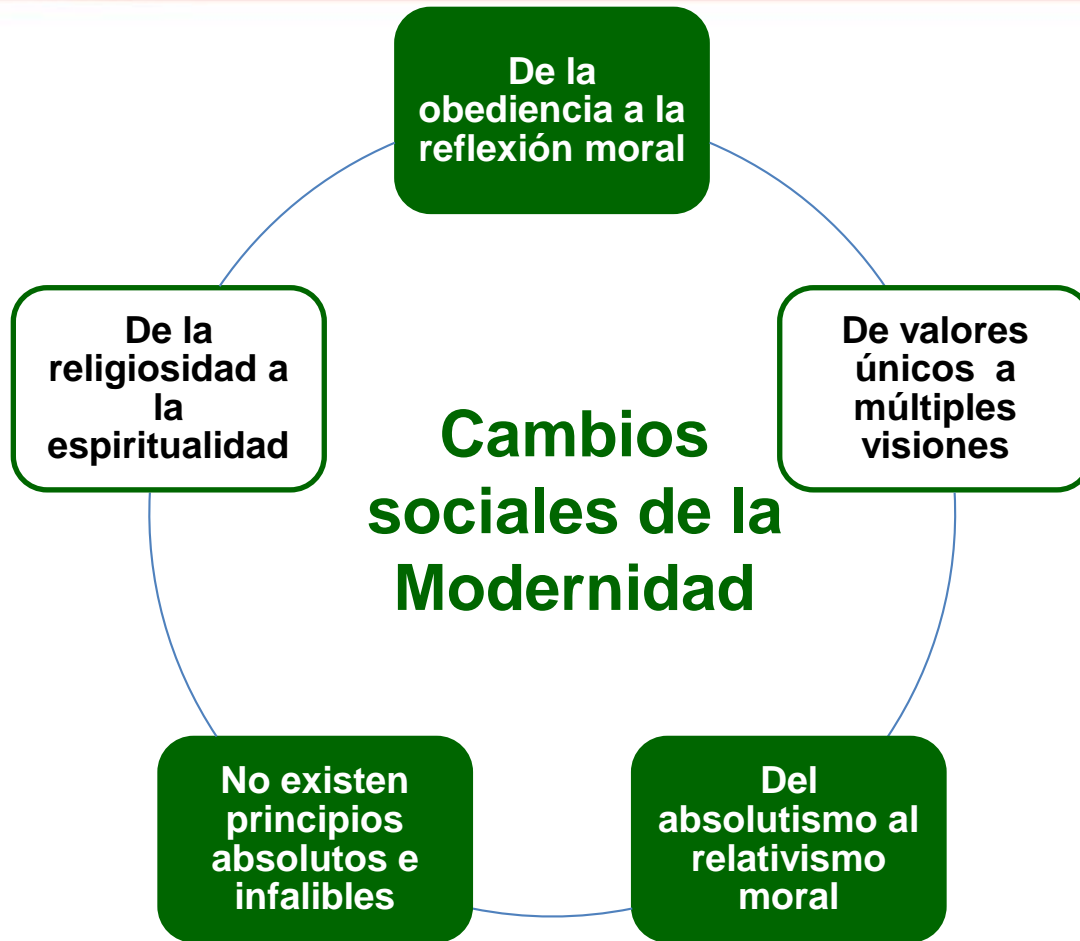 De la
obediencia a la
reflexión moral
De valores
únicos a
múltiples
visiones
Del
absolutismo al
relativismo
moral
No existen
principios
absolutos e
infalibles
De la
religiosidad a
la
espiritualidad
Cambios
sociales de la
Modernidad